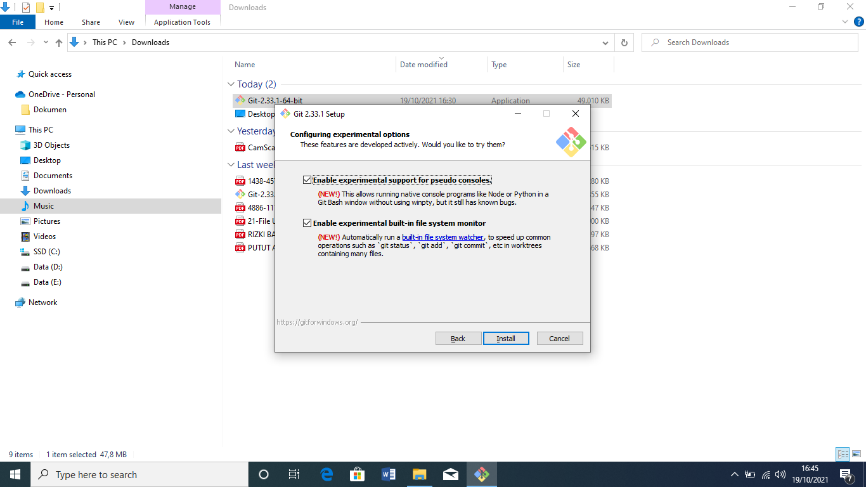 Manage
Downloads
File
Home
Share
View
Application Tools
This PC
Downloads
Search Downloads
Name
Date modified
Type
Size
Quick access
OneDrive - Personal
Dokumen
This PC
3D Objects
Desktop
Documents
Downloads
Music
Pictures
Videos
SSD (C:)
Data (D:)
Data (E:)
Network
Today (2)
Git-2.33.1-64-bit 19/10/2021 16:30 Application 49.010 KB
Desktop
Yesterday
CamSca
15 KB
Last wee
1438-45
Git-2.33.
4886-11
21-File U
RIZKI BA
PUTUT A
80 KB
55 KB
47 KB
00 KB
97 KB
68 KB
Git 2.33.1 Setup
Configuring experimental options
These features are developed actively. Would you like to try them?
Enable experimental support for pseudo consoles.
(NEW!) This allows running native console programs like Node or Python in a
Git Bash window without using winpty, but it still has known bugs.
Enable experimental built-in file system monitor
(NEW!) Automatically run a built-in file system watcher, to speed up common
operations such as `git status`, `git add`, `git commit`, etc in worktrees
containing many files.
https://gitforwindows.org/
Back
Install
Cancel
9 items 1 item selected 47,8 MB
Type here to search
16:45
19/10/2021
7